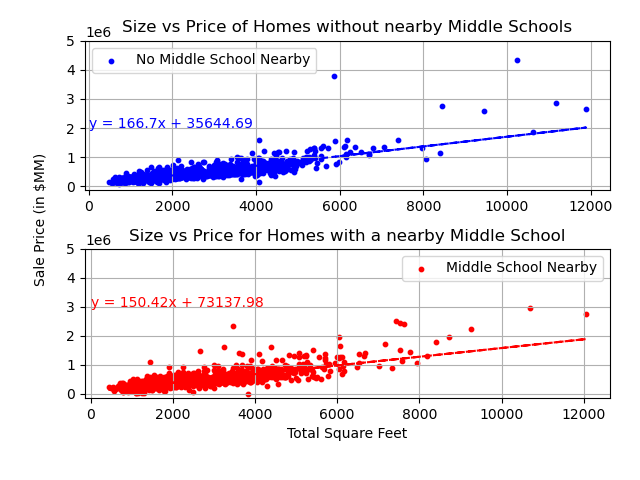 Size vs Price of Homes without nearby Middle Schools
1e6
5
4
3
2
1
0
No Middle School Nearby
y = 166.7x + 35644.69
0 2000 4000 6000 8000 10000 12000
Sale Price (in $MM)
Size vs Price for Homes with a nearby Middle School
1e6
5
4
3
2
1
0
Middle School Nearby
y = 150.42x + 73137.98
0 2000 4000 6000 8000 10000 12000
Total Square Feet